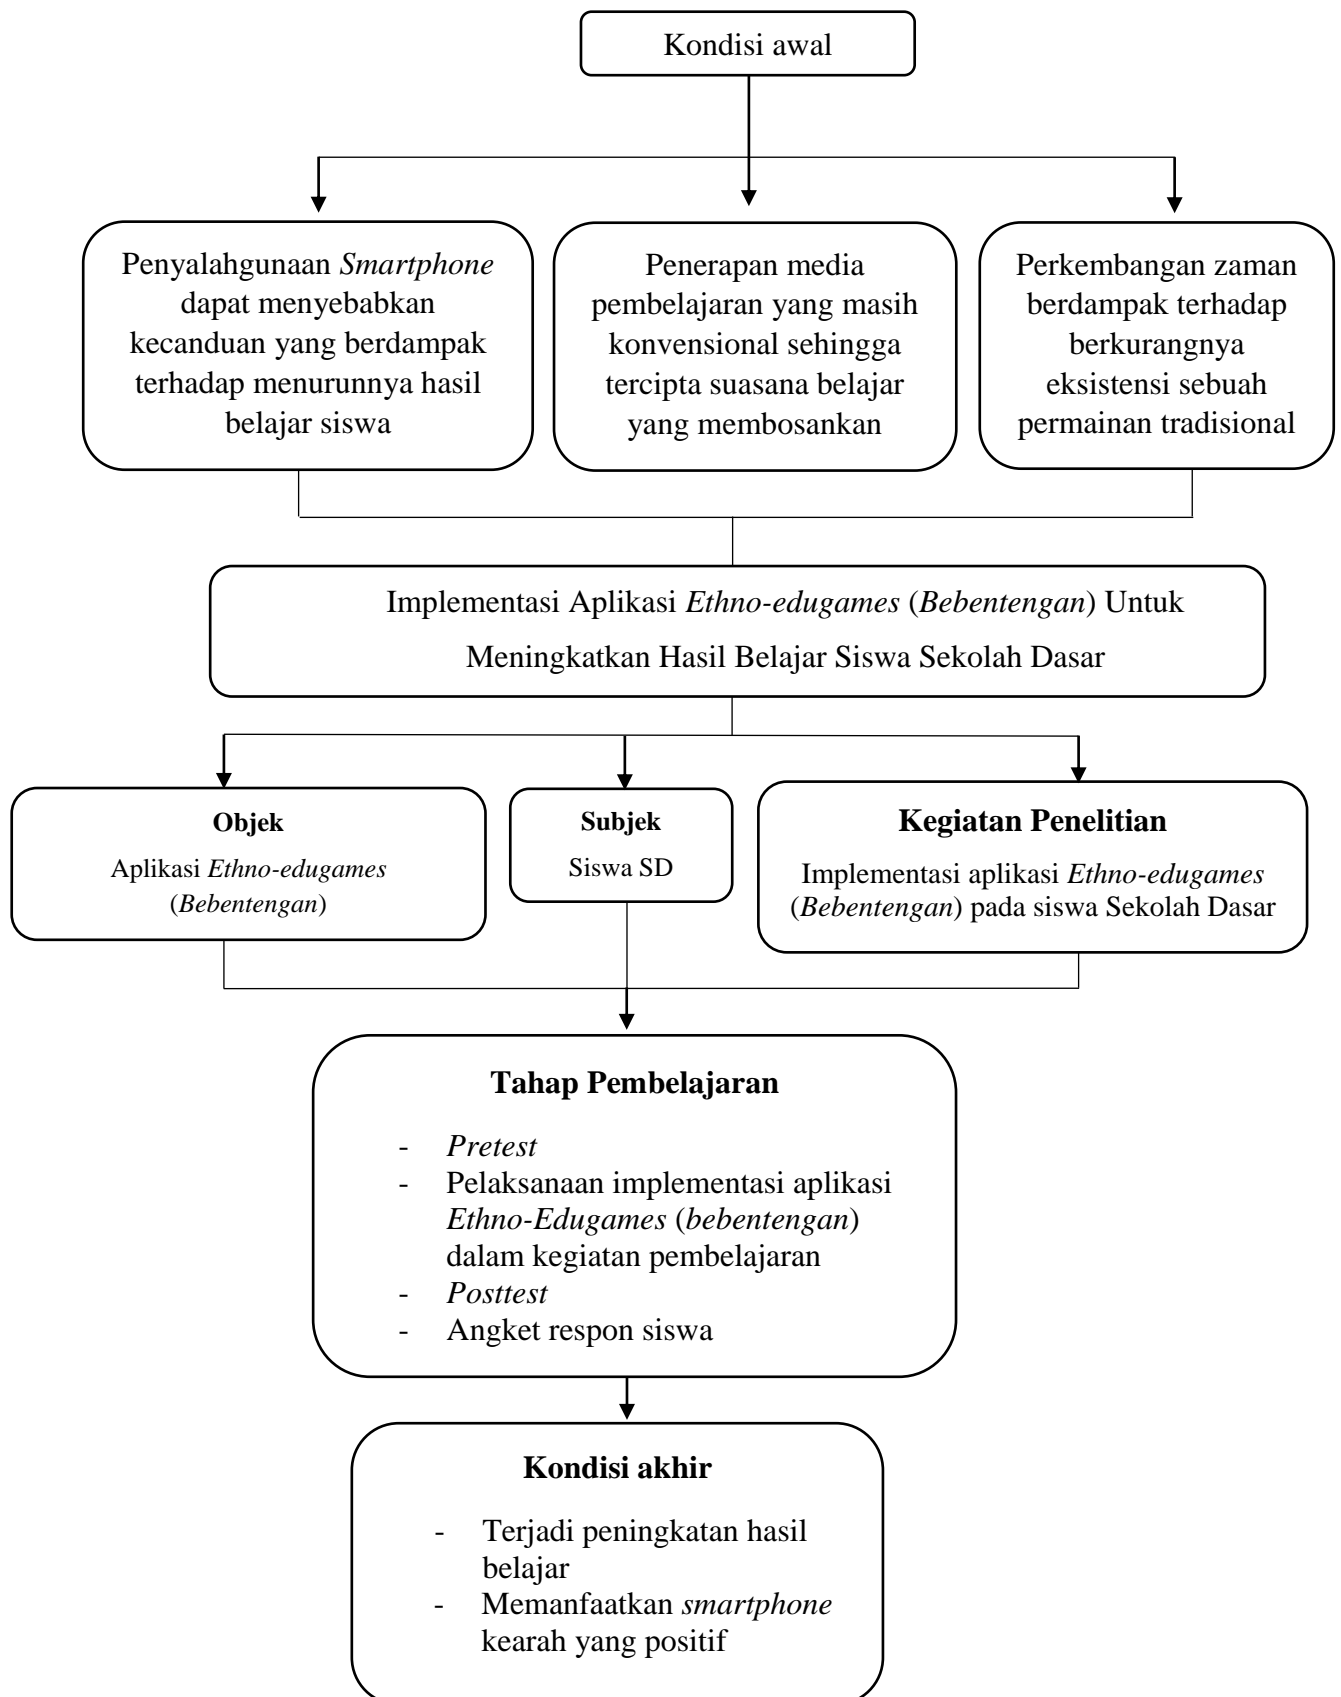 Kondisi awal
Penyalahgunaan Smartphone
dapat menyebabkan
kecanduan yang berdampak
terhadap menurunnya hasil
belajar siswa
Penerapan media
pembelajaran yang masih
konvensional sehingga
tercipta suasana belajar
yang membosankan
Perkembangan zaman
berdampak terhadap
berkurangnya
eksistensi sebuah
permainan tradisional
Implementasi Aplikasi Ethno-edugames (Bebentengan) Untuk
Meningkatkan Hasil Belajar Siswa Sekolah Dasar
Objek
Aplikasi Ethno-edugames
(Bebentengan)
Subjek
Siswa SD
Kegiatan Penelitian
Implementasi aplikasi Ethno-edugames
(Bebentengan) pada siswa Sekolah Dasar
Tahap Pembelajaran
- Pretest
- Pelaksanaan implementasi aplikasi
Ethno-Edugames (bebentengan)
dalam kegiatan pembelajaran
- Posttest
- Angket respon siswa
Kondisi akhir
- Terjadi peningkatan hasil
belajar
- Memanfaatkan smartphone
kearah yang positif